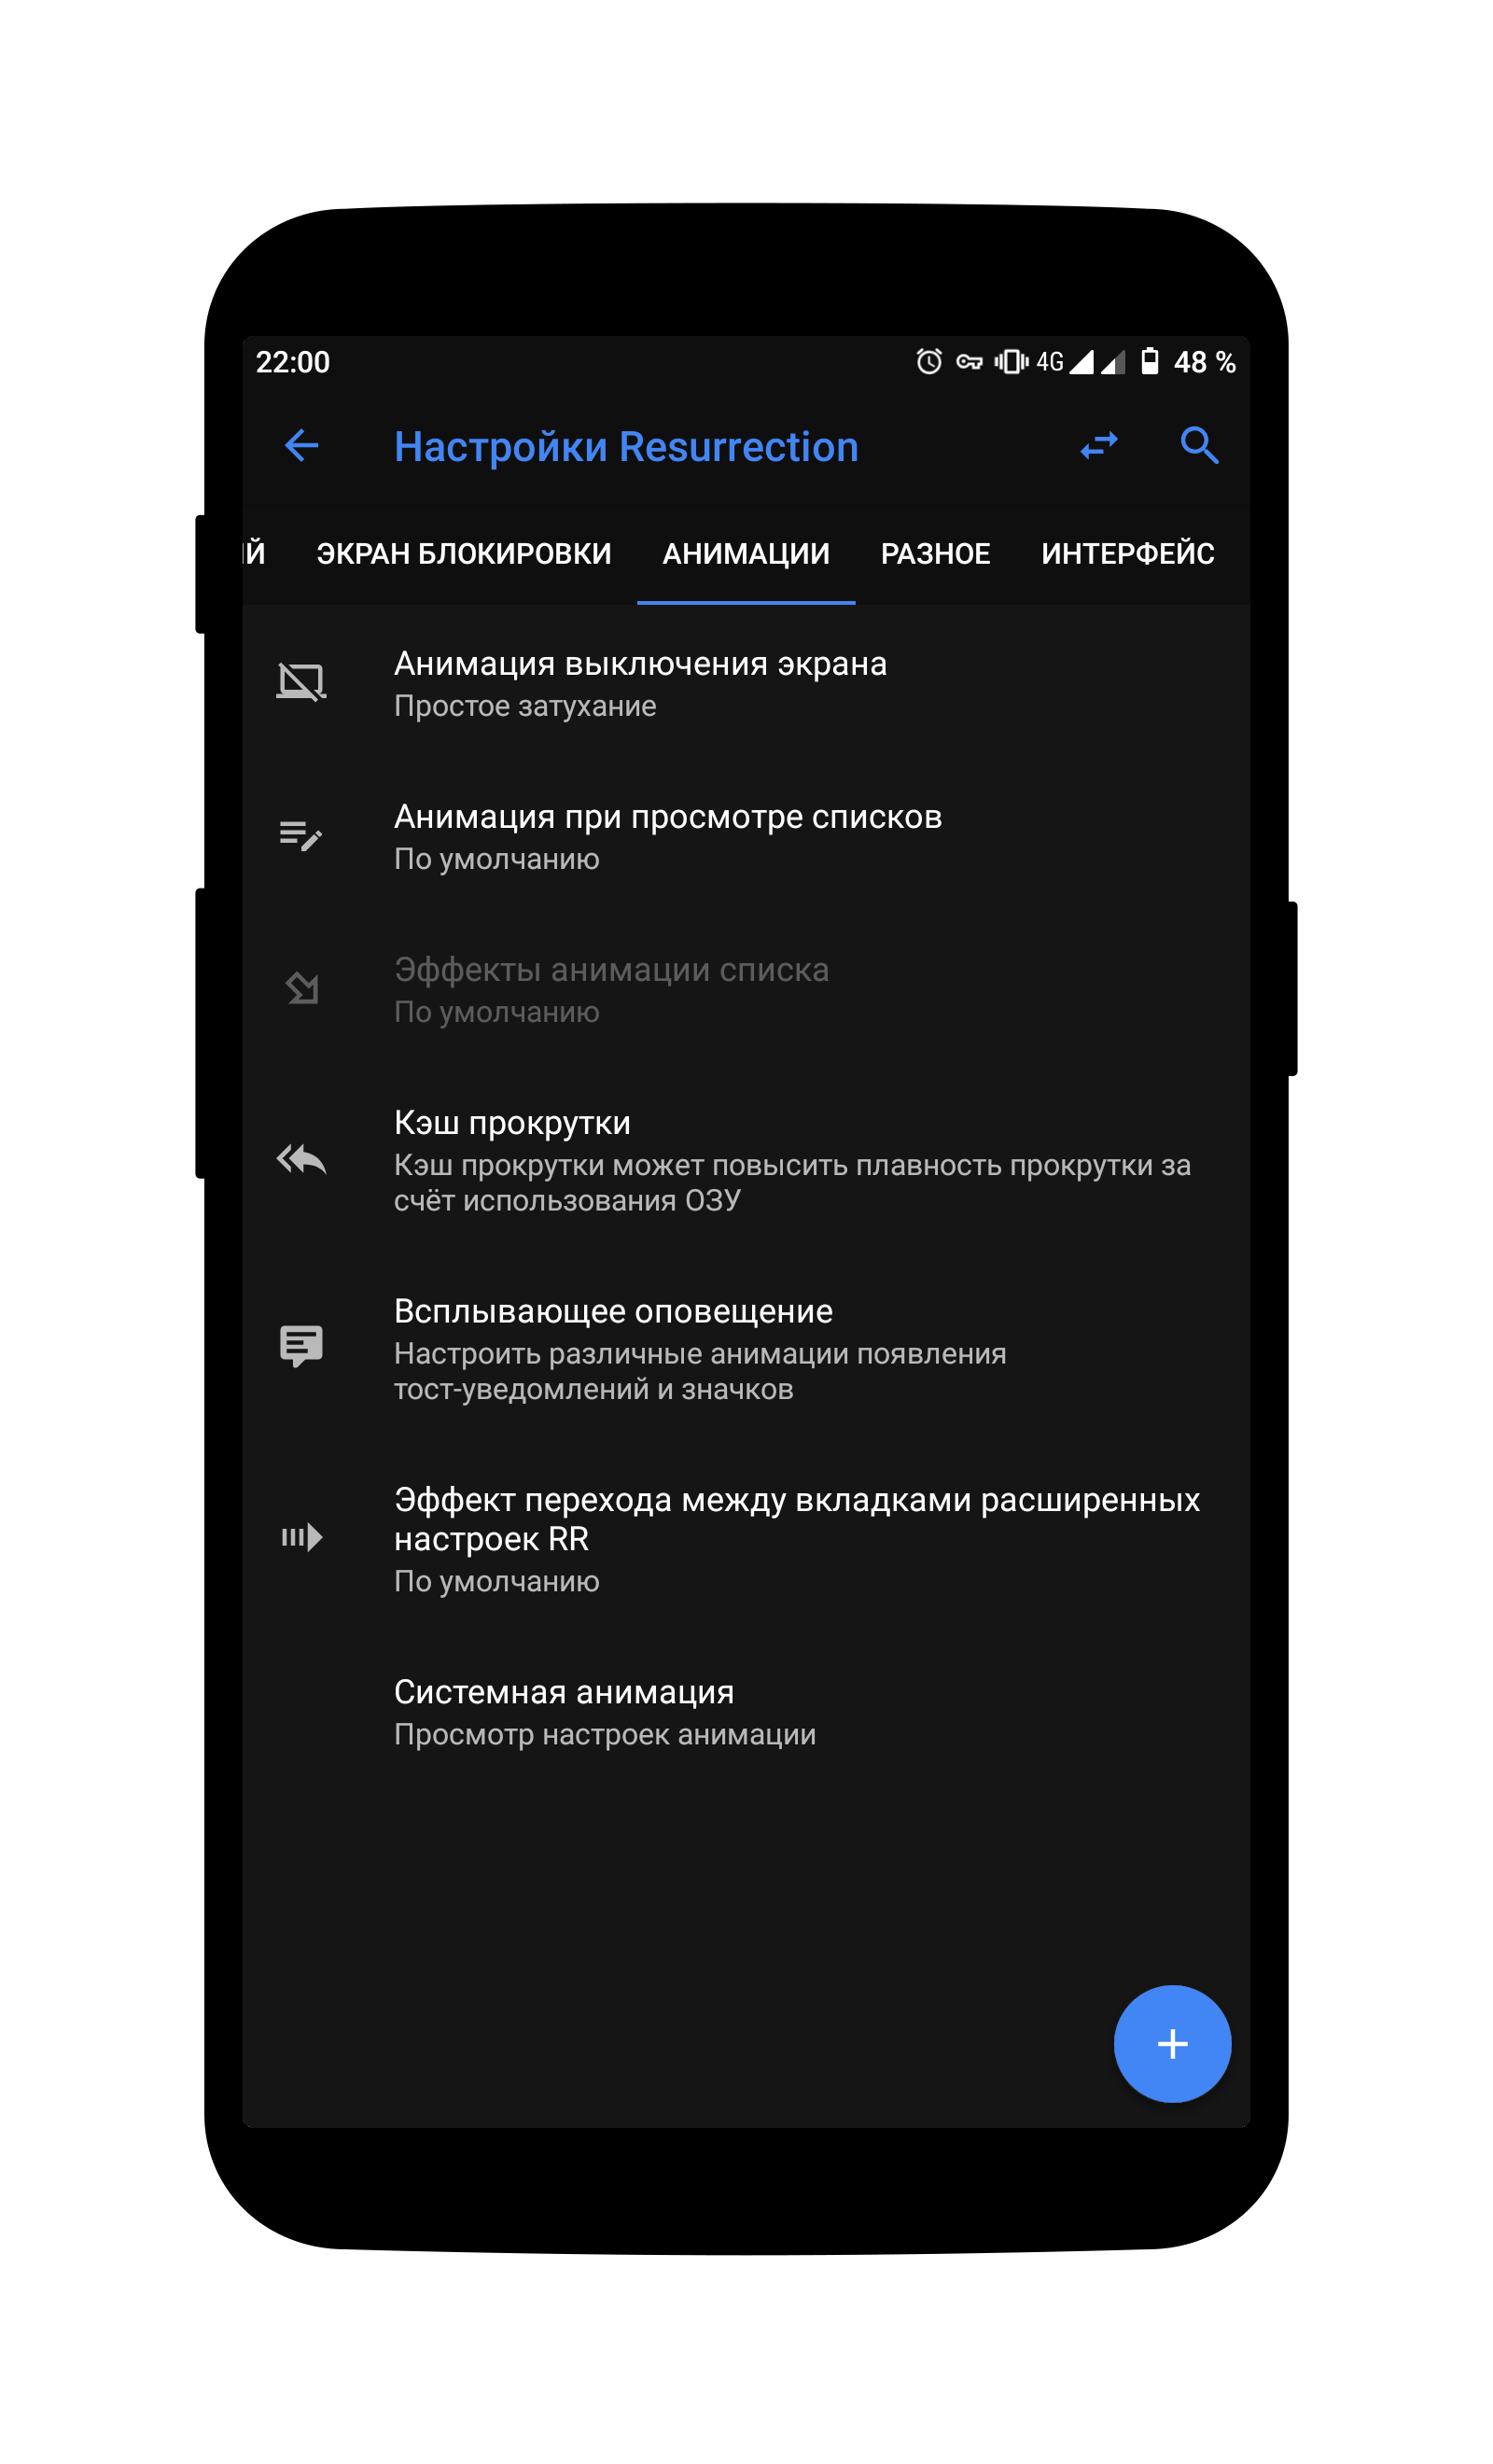 22:00 4G 48 %
Настройки Resurrection
ИЙ ЭКРАН БЛОКИРОВКИ АНИМАЦИИ РАЗНОЕ ИНТЕРФЕЙС
Анимация выключения экрана
Простое затухание
Анимация при просмотре списков
По умолчанию
Эффекты анимации списка
По умолчанию
Кэш прокрутки
Кэш прокрутки может повысить плавность прокрутки за
счёт использования ОЗУ
Всплывающее оповещение
Настроить различные анимации появления
тост-уведомлений и значков
Эффект перехода между вкладками расширенных
настроек RR
По умолчанию
Системная анимация
Просмотр настроек анимации